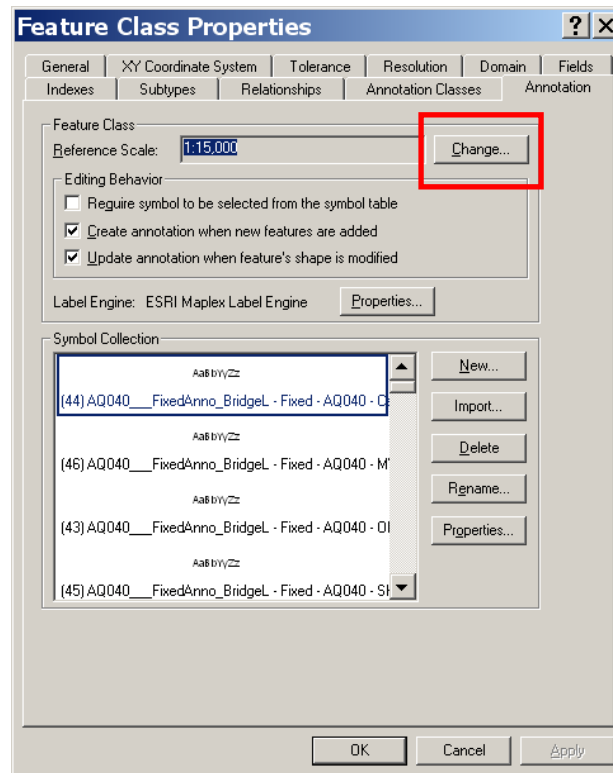 Feature Class Properties
General XY Coordinate System Tolerance Resolution Domain Fields
Indexes Subtypes Relationships Annotation Classes Annotation
Feature Class
Reference Scale: 1:15,000 Change...
Editing Behavior
Require symbol to be selected from the symbol table
Create annotation when new features are added
Update annotation when feature's shape is modified
Label Engine: ESRI Maplex Label Engine Properties...
Symbol Collection
AaBbYyZz New...
(44) AQ040___FixedAnno_BridgeL - Fixed - AQ040 - Import...
AaBbYyZz
(46) AQ040___FixedAnno_BridgeL - Fixed - AQ040 - Delete
AaBbYyZz Rename...
(43) AQ040___FixedAnno_BridgeL - Fixed - AQ040 - Properties...
AaBbYyZz
(45) AQ040___FixedAnno_BridgeL - Fixed - AQ040 -
OK Cancel Apply